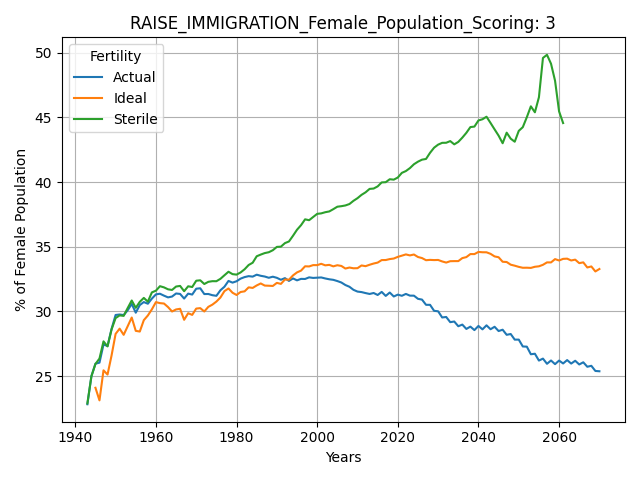 RAISE_IMMIGRATION_Female_Population_Scoring: 3
Fertility
Actual
Ideal
Sterile
% of Female Population
50
45
40
35
30
25
1940
1960
1980
2000
2020
2040
2060
Years